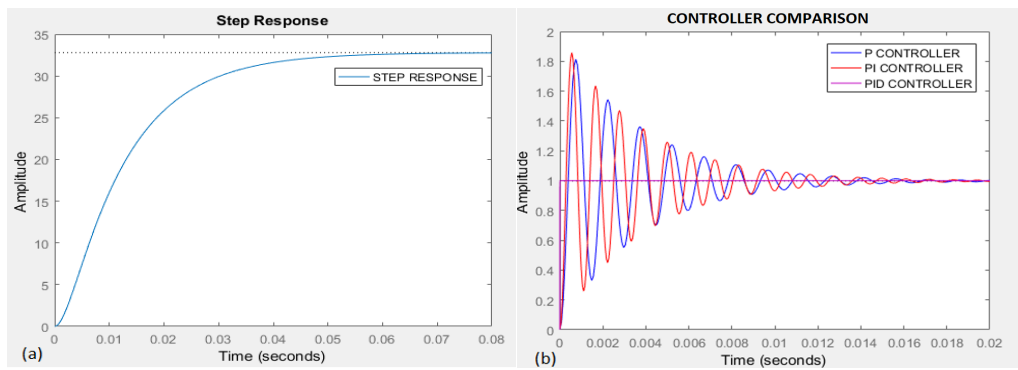 Step Response
35
30
25
20
15
10
5
0
Amplitude
STEP RESPONSE
0 0.01 0.02 0.03 0.04 0.05 0.06 0.07 0.08
Time (seconds)
(a)
CONTROLLER COMPARISON
2
1.8
1.6
1.4
1.2
1
0.8
0.6
0.4
0.2
0
Amplitude
P CONTROLLER
PI CONTROLLER
PID CONTROLLER
0 0.002 0.004 0.006 0.008 0.01 0.012 0.014 0.016 0.018 0.02
Time (seconds)
(b)